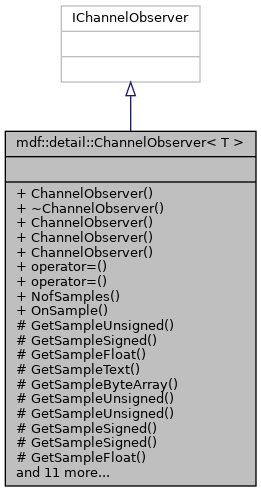 IChannelObserver
mdf::detail::ChannelObserver< T >
+ ChannelObserver()
+ ~ChannelObserver()
+ ChannelObserver()
+ ChannelObserver()
+ ChannelObserver()
+ operator=()
+ operator=()
+ NofSamples()
+ OnSample()
# GetSampleUnsigned()
# GetSampleSigned()
# GetSampleFloat()
# GetSampleText()
# GetSampleByteArray()
# GetSampleUnsigned()
# GetSampleUnsigned()
# GetSampleSigned()
# GetSampleSigned()
# GetSampleFloat()
and 11 more...